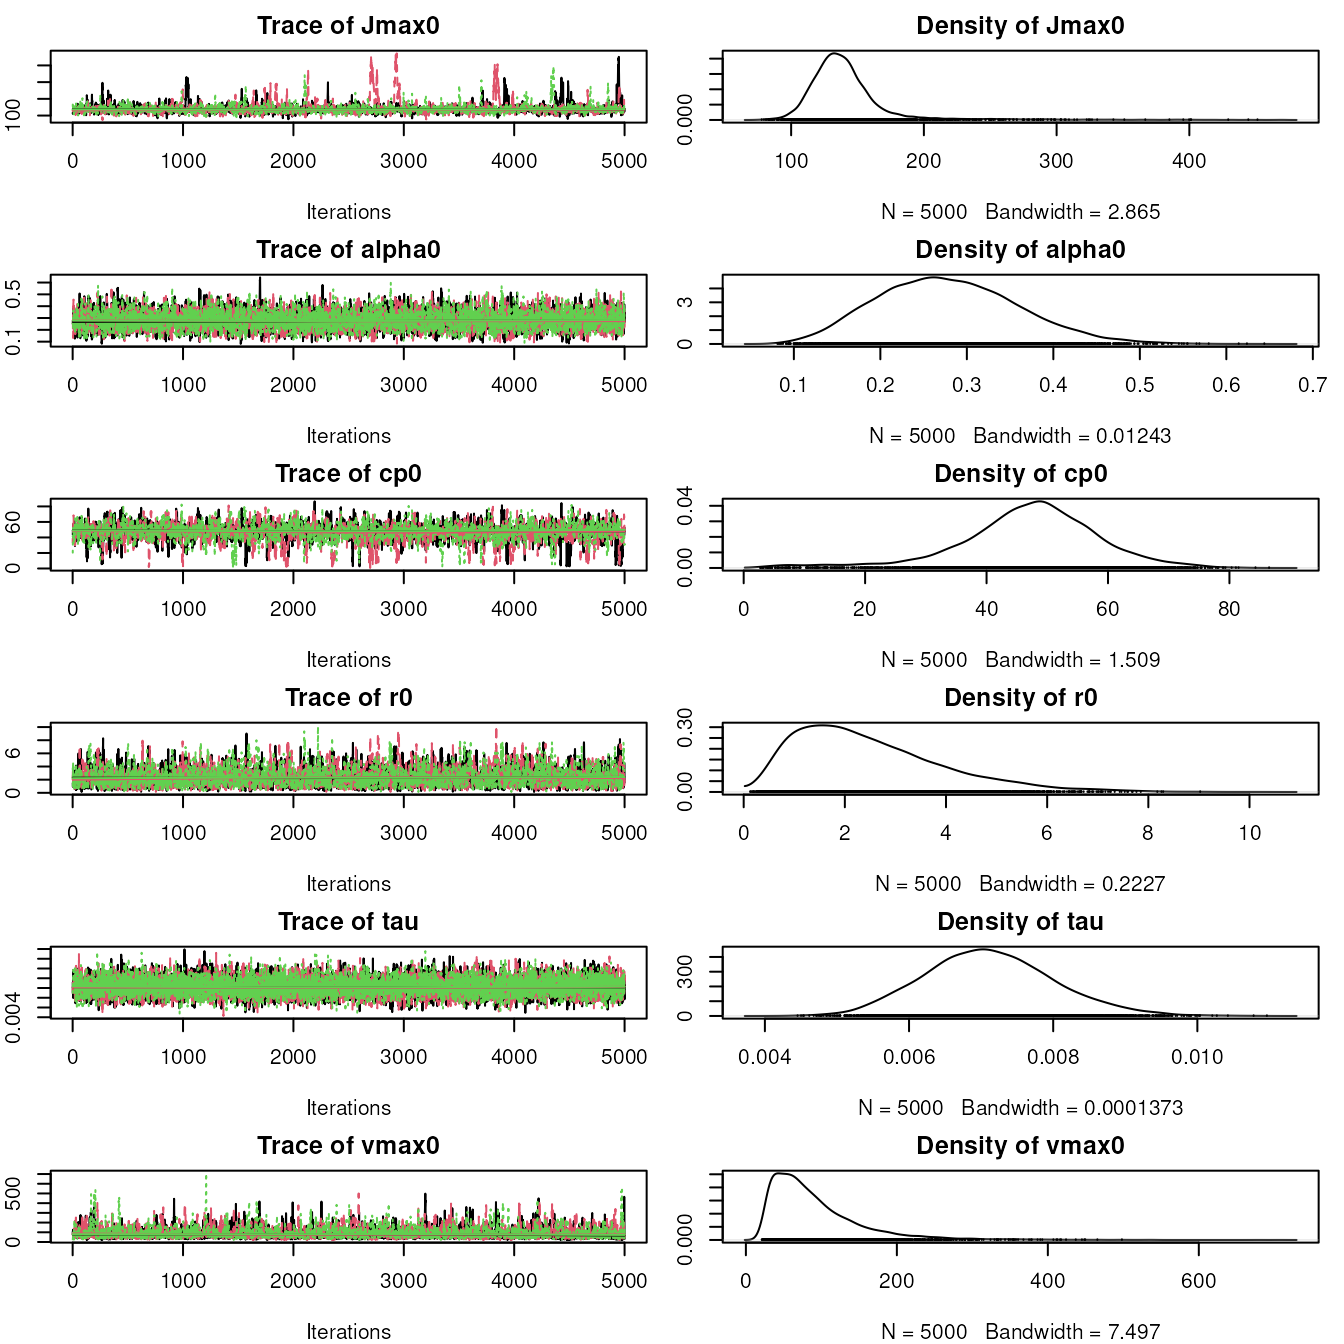 Trace of Jmax0
100
0 1000 2000 3000 4000 5000
Iterations
Density of Jmax0
0.000
100 200 300 400
N = 5000 Bandwidth = 2.865
Trace of alpha0
0.1 0.5
0 1000 2000 3000 4000 5000
Iterations
Density of alpha0
0 3
0.1 0.2 0.3 0.4 0.5 0.6 0.7
N = 5000 Bandwidth = 0.01243
Trace of cp0
0 60
0 1000 2000 3000 4000 5000
Iterations
Density of cp0
0.00 0.04
0 20 40 60 80
N = 5000 Bandwidth = 1.509
Trace of r0
0 6
0 1000 2000 3000 4000 5000
Iterations
Density of r0
0.00 0.30
0 2 4 6 8 10
N = 5000 Bandwidth = 0.2227
Trace of tau
0.004
0 1000 2000 3000 4000 5000
Iterations
Density of tau
0 300
0.004 0.006 0.008 0.010
N = 5000 Bandwidth = 0.0001373
Trace of vmax0
0 500
0 1000 2000 3000 4000 5000
Iterations
Density of vmax0
0.000
0 200 400 600
N = 5000 Bandwidth = 7.497